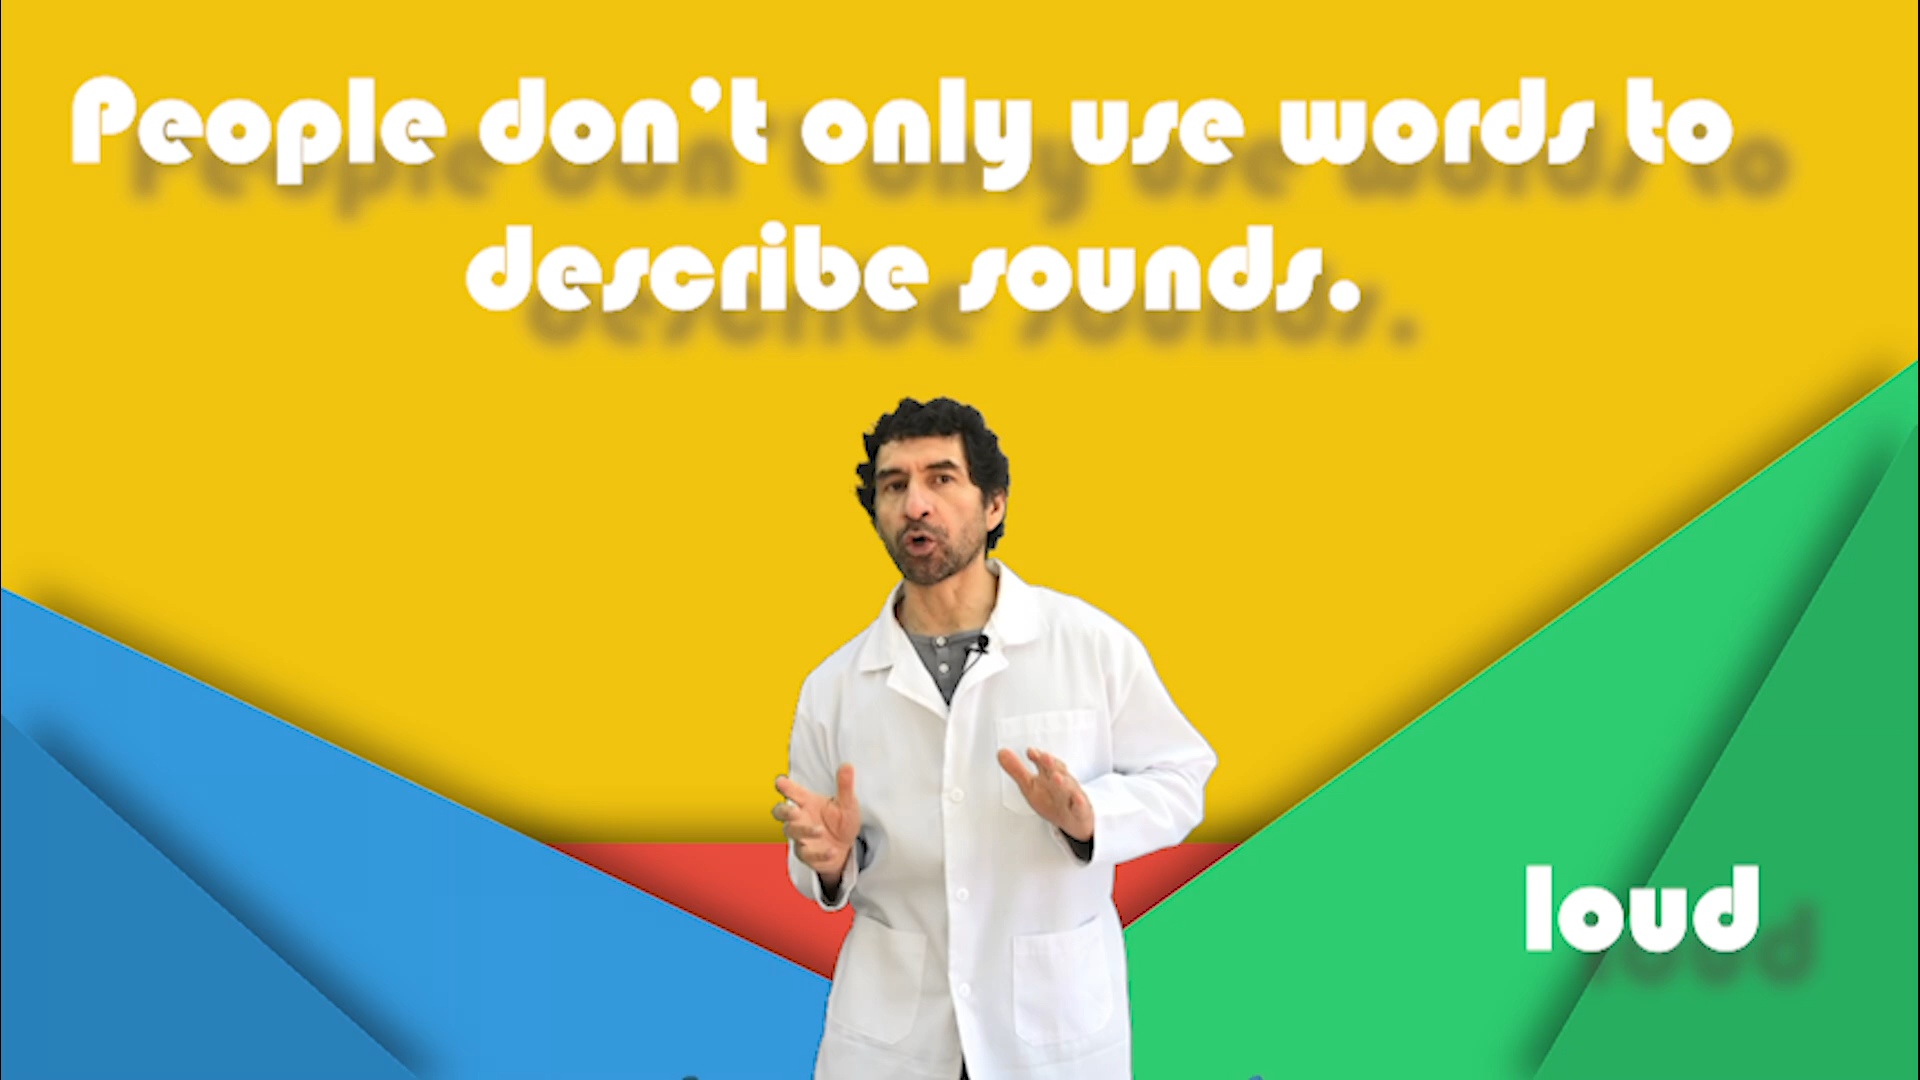 People don't only use words to
describe sounds.
loud